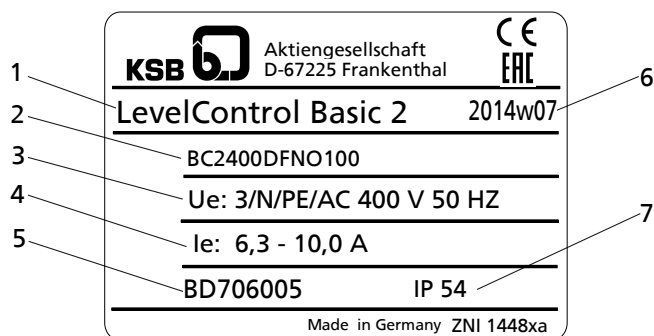 KSB Aktiengesellschaft CE
D-67225 Frankenthal EAC
1 6
LevelControl Basic 2 2014w07
2
BC2400DFNO100
3
Ue: 3/N/PE/AC 400 V 50 HZ
4 7
Ie: 6,3 - 10,0 A
5
BD706005 IP 54
Made in Germany ZNI 1448xa